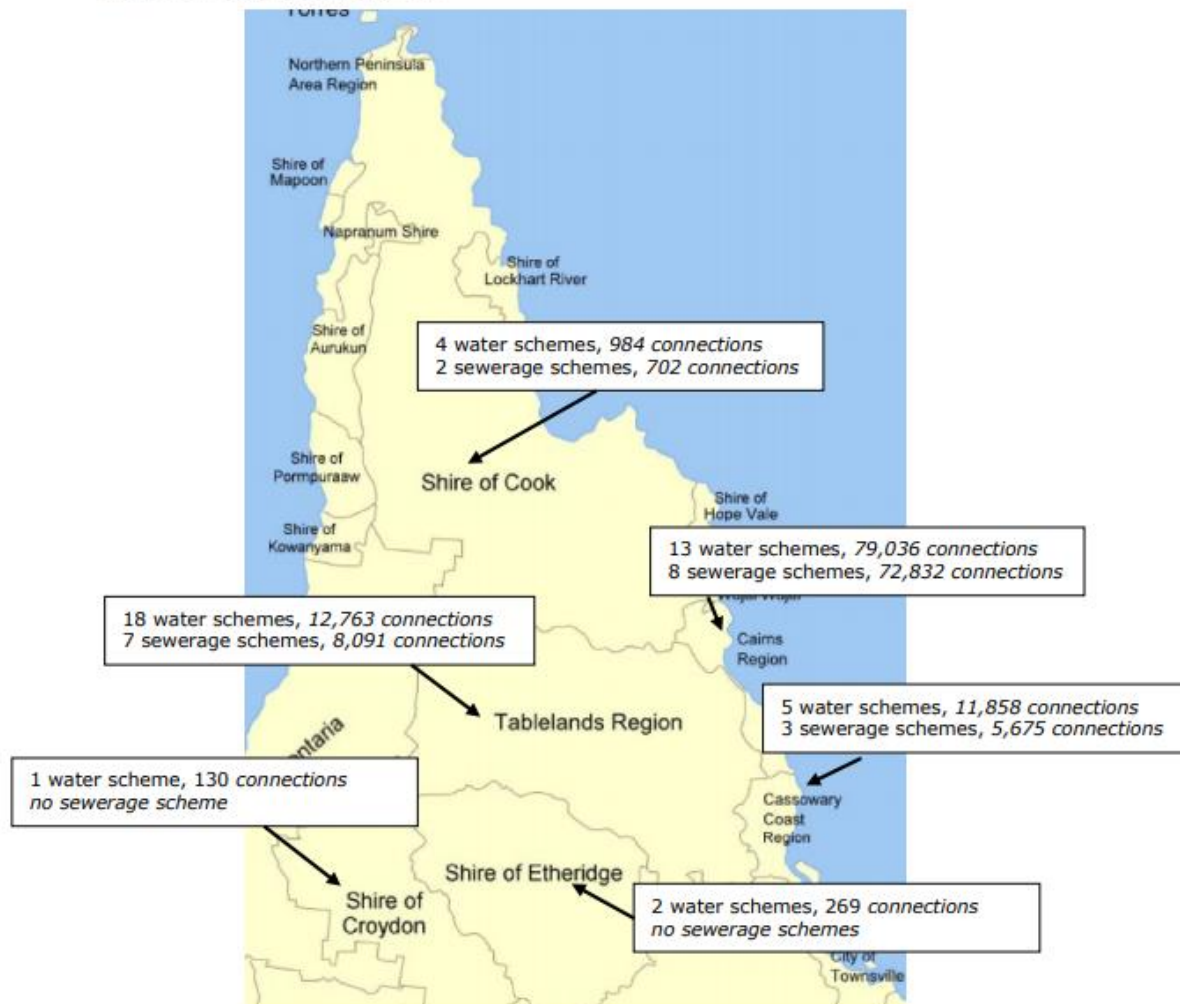 Torres
Northern Peninsula
Area Region
Shire of
Mapoon
Napranum Shire
Shire of
Lockhart River
Shire of
Aurukun
4 water schemes, 984 connections
2 sewerage schemes, 702 connections
Shire of
Pormpuraaw
Shire of Cook
Shire of
Hope Vale
Shire of
Kowanyama
13 water schemes, 79,036 connections
8 sewerage schemes, 72,832 connections
Wujal Wujal
18 water schemes, 12,763 connections
7 sewerage schemes, 8,091 connections
Cairns
Region
5 water schemes, 11,858 connections
3 sewerage schemes, 5,675 connections
Tablelands Region
entaria
1 water scheme, 130 connections
no sewerage scheme
Cassowary
Coast
Region
Shire of Etheridge
Shire of
Croydon
2 water schemes, 269 connections
no sewerage schemes
City of
Townsville